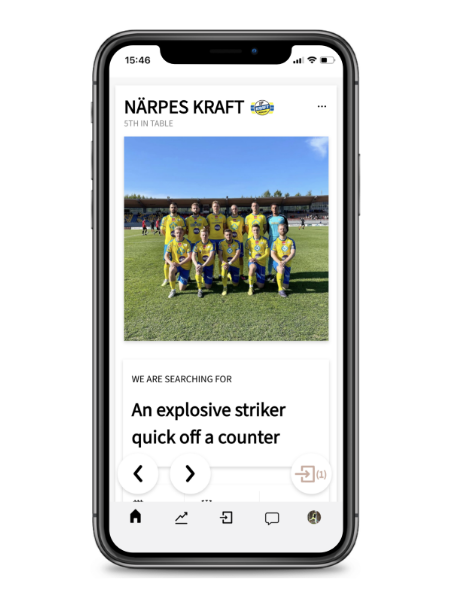 15:46
NÄRPES KRAFT
...
5TH IN TABLE
WE ARE SEARCHING FOR
An explosive striker
quick off a counter
(1)